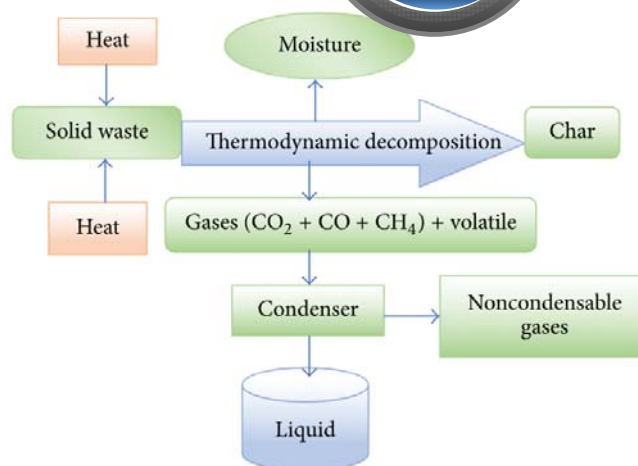 Heat
Moisture
Solid waste
Thermodynamic decomposition
Char
Heat
Gases (CO₂ + CO + CH₄) + volatile
Condenser
Noncondensable
gases
Liquid